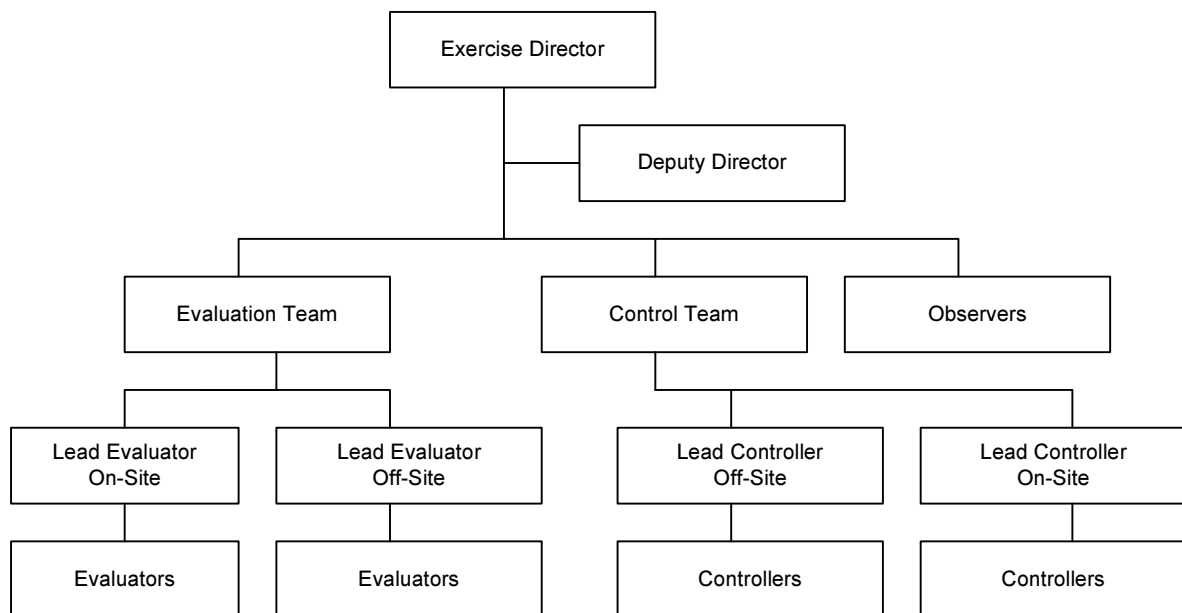 Exercise Director
Deputy Director
Evaluation Team
Control Team
Observers
Lead Evaluator
On-Site
Lead Evaluator
Off-Site
Lead Controller
Off-Site
Lead Controller
On-Site
Evaluators
Evaluators
Controllers
Controllers